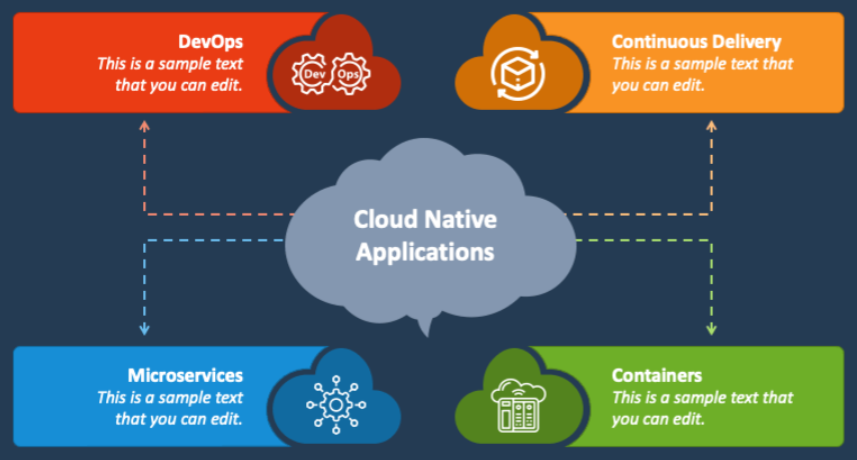 DevOps
This is a sample text
that you can edit.
Dev Ops
Continuous Delivery
This is a sample text that
you can edit.
Cloud Native
Applications
Microservices
This is a sample text
that you can edit.
Containers
This is a sample text that
you can edit.